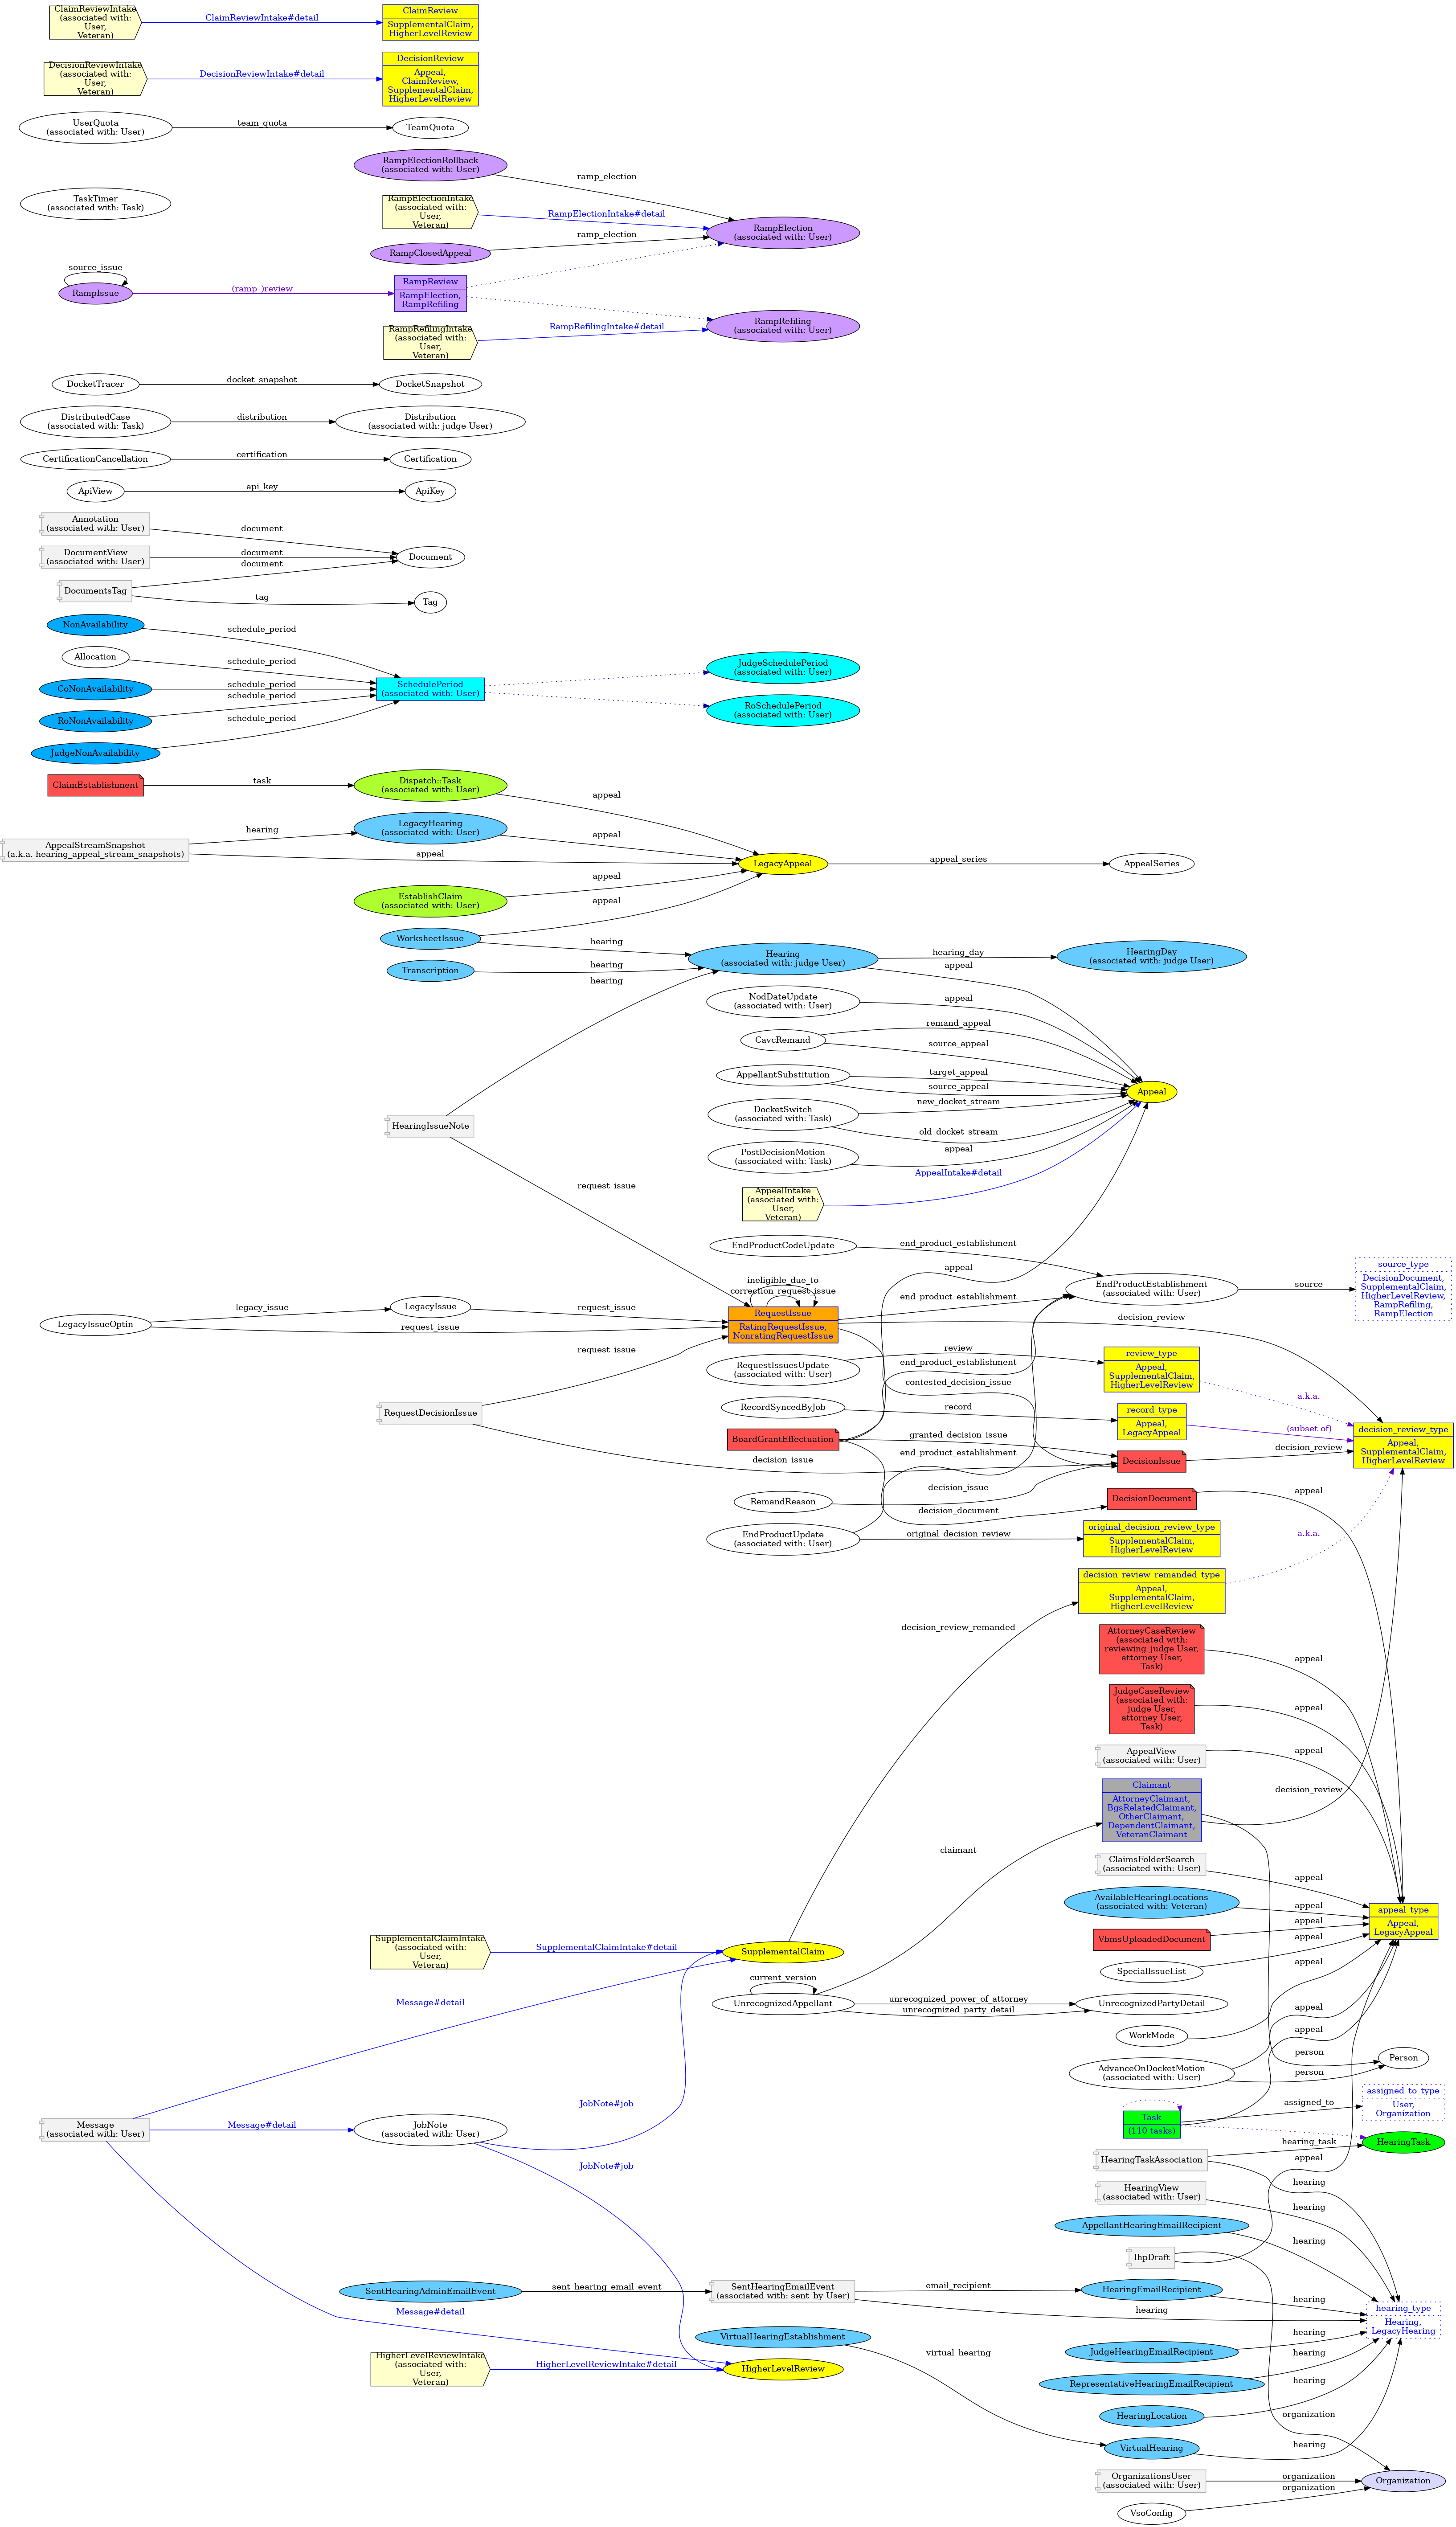 ClaimReviewIntake
(associated with:
User,
Veteran)
ClaimReviewIntake#detail
ClaimReview
SupplementalClaim,
HigherLevelReview
DecisionReviewIntake
(associated with:
User,
Veteran)
DecisionReviewIntake#detail
DecisionReview
Appeal,
ClaimReview,
SupplementalClaim,
HigherLevelReview
UserQuota
(associated with: User)
team_quota
TeamQuota
RampElectionRollback
(associated with: User)
ramp_election
TaskTimer
(associated with: Task)
RampElectionIntake
(associated with:
User,
Veteran)
RampElectionIntake#detail
RampElection
(associated with: User)
RampClosedAppeal
ramp_election
source_issue
RampIssue
(ramp_)review
RampReview
RampElection,
RampRefiling
RampRefilingIntake
(associated with:
User,
Veteran)
RampRefilingIntake#detail
RampRefiling
(associated with: User)
DocketTracer
docket_snapshot
DocketSnapshot
DistributedCase
(associated with: Task)
distribution
Distribution
(associated with: judge User)
CertificationCancellation
certification
Certification
ApiView
api_key
ApiKey
Annotation
(associated with: User)
document
DocumentView
(associated with: User)
document
Document
DocumentsTag
document
tag
Tag
NonAvailability
schedule_period
Allocation
schedule_period
CoNonAvailability
schedule_period
SchedulePeriod
(associated with: User)
JudgeSchedulePeriod
(associated with: User)
RoSchedulePeriod
(associated with: User)
RoNonAvailability
schedule_period
JudgeNonAvailability
schedule_period
ClaimEstablishment
task
Dispatch::Task
(associated with: User)
appeal
AppealStreamSnapshot
(a.k.a. hearing_appeal_stream_snapshots)
hearing
LegacyHearing
(associated with: User)
appeal
appeal
LegacyAppeal
appeal_series
AppealSeries
EstablishClaim
(associated with: User)
appeal
appeal
WorksheetIssue
hearing
Transcription
hearing
hearing
Hearing
(associated with: judge User)
hearing_day
HearingDay
(associated with: judge User)
appeal
NodDateUpdate
(associated with: User)
appeal
CavcRemand
remand_appeal
source_appeal
AppellantSubstitution
target_appeal
source_appeal
Appeal
DocketSwitch
(associated with: Task)
new_docket_stream
old_docket_stream
HearingIssueNote
PostDecisionMotion
(associated with: Task)
appeal
AppealIntake#detail
request_issue
AppealIntake
(associated with:
User,
Veteran)
EndProductCodeUpdate
end_product_establishment
appeal
EndProductEstablishment
(associated with: User)
source
source_type
DecisionDocument,
SupplementalClaim,
HigherLevelReview,
RampRefiling,
RampElection
LegacyIssueOptin
legacy_issue
LegacyIssue
request_issue
request_issue
ineligible_due_to
correction_request_issue
RequestIssue
RatingRequestIssue,
NonratingRequestIssue
end_product_establishment
decision_review
request_issue
RequestIssuesUpdate
(associated with: User)
review
end_product_establishment
contested_decision_issue
review_type
Appeal,
SupplementalClaim,
HigherLevelReview
a.k.a.
RequestDecisionIssue
RecordSyncedByJob
record
record_type
Appeal,
LegacyAppeal
(subset of)
decision_review_type
Appeal,
SupplementalClaim,
HigherLevelReview
BoardGrantEffectuation
granted_decision_issue
end_product_establishment
decision_issue
DecisionIssue
decision_review
RemandReason
decision_issue
decision_document
DecisionDocument
appeal
EndProductUpdate
(associated with: User)
original_decision_review
original_decision_review_type
SupplementalClaim,
HigherLevelReview
a.k.a.
decision_review_remanded_type
Appeal,
SupplementalClaim,
HigherLevelReview
decision_review_remanded
AttorneyCaseReview
(associated with:
reviewing_judge User,
attorney User,
Task)
appeal
JudgeCaseReview
(associated with:
judge User,
attorney User,
Task)
appeal
AppealView
(associated with: User)
appeal
Claimant
AttorneyClaimant,
BgsRelatedClaimant,
OtherClaimant,
DependentClaimant,
VeteranClaimant
decision_review
claimant
ClaimsFolderSearch
(associated with: User)
appeal
AvailableHearingLocations
(associated with: Veteran)
appeal
appeal_type
Appeal,
LegacyAppeal
VbmsUploadedDocument
appeal
SupplementalClaimIntake
(associated with:
User,
Veteran)
SupplementalClaimIntake#detail
SupplementalClaim
SpecialIssueList
appeal
appeal
current_version
UnrecognizedAppellant
unrecognized_power_of_attorney
unrecognized_party_detail
UnrecognizedPartyDetail
Message#detail
WorkMode
appeal
appeal
person
Person
AdvanceOnDocketMotion
(associated with: User)
person
JobNote#job
assigned_to_type
User,
Organization
Task
(110 tasks)
assigned_to
Message
(associated with: User)
Message#detail
JobNote
(associated with: User)
HearingTask
hearing_task
HearingTaskAssociation
appeal
JobNote#job
hearing
HearingView
(associated with: User)
hearing
AppellantHearingEmailRecipient
hearing
IhpDraft
SentHearingAdminEmailEvent
sent_hearing_email_event
SentHearingEmailEvent
(associated with: sent_by User)
email_recipient
HearingEmailRecipient
hearing
hearing
hearing_type
Hearing,
LegacyHearing
Message#detail
VirtualHearingEstablishment
virtual_hearing
hearing
JudgeHearingEmailRecipient
hearing
HigherLevelReviewIntake
(associated with:
User,
Veteran)
HigherLevelReviewIntake#detail
HigherLevelReview
RepresentativeHearingEmailRecipient
hearing
HearingLocation
organization
VirtualHearing
hearing
OrganizationsUser
(associated with: User)
organization
Organization
organization
VsoConfig